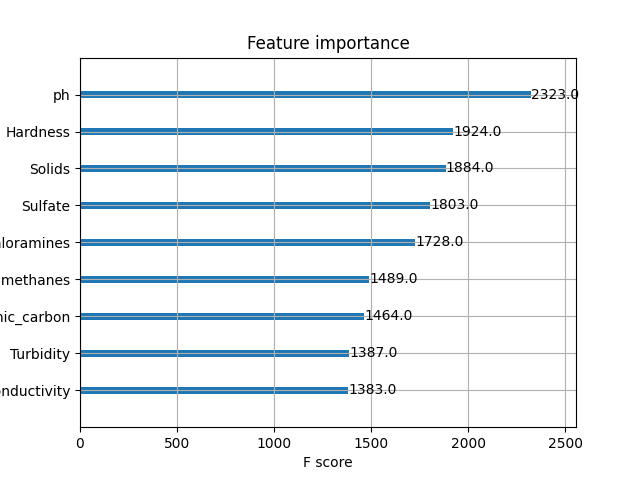 Feature importance
ph 2323.0
Hardness 1924.0
Solids 1884.0
Sulfate 1803.0
loramines 1728.0
methanes 1489.0
nic_carbon 1464.0
Turbidity 1387.0
onductivity 1383.0
0 500 1000 1500 2000 2500
F score